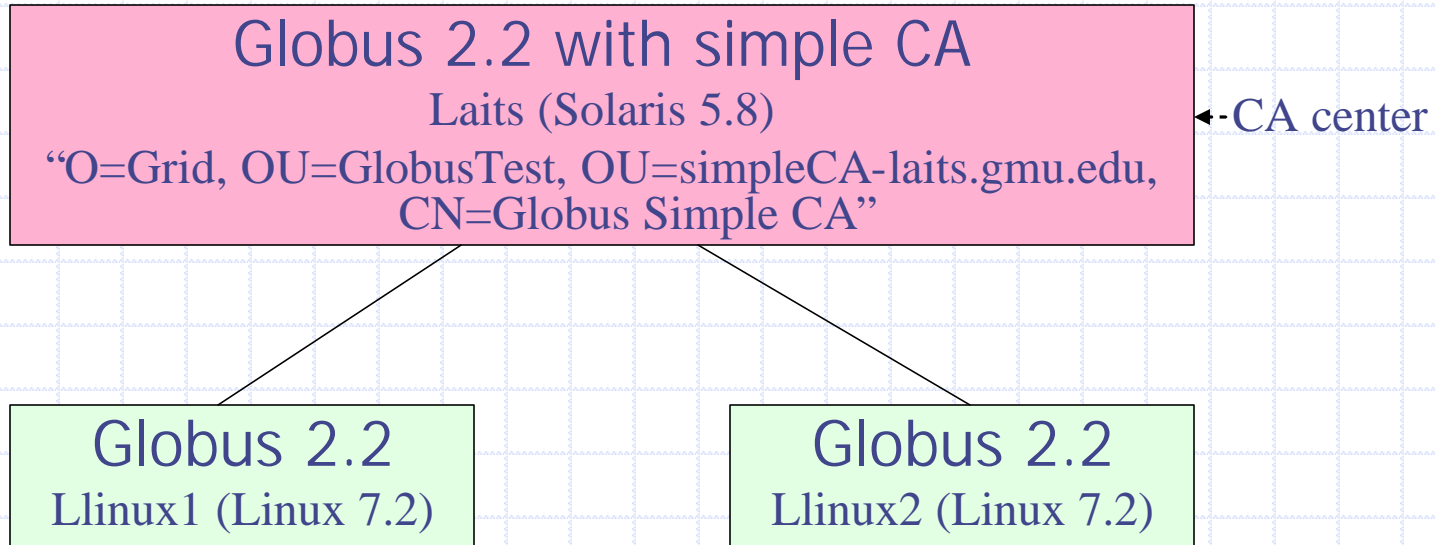 Globus 2.2 with simple CA
Laits (Solaris 5.8)
“O=Grid, OU=GlobusTest, OU=simpleCA-laits.gmu.edu,
CN=Globus Simple CA”
CA center
Globus 2.2
Llinux1 (Linux 7.2)
Globus 2.2
Llinux2 (Linux 7.2)